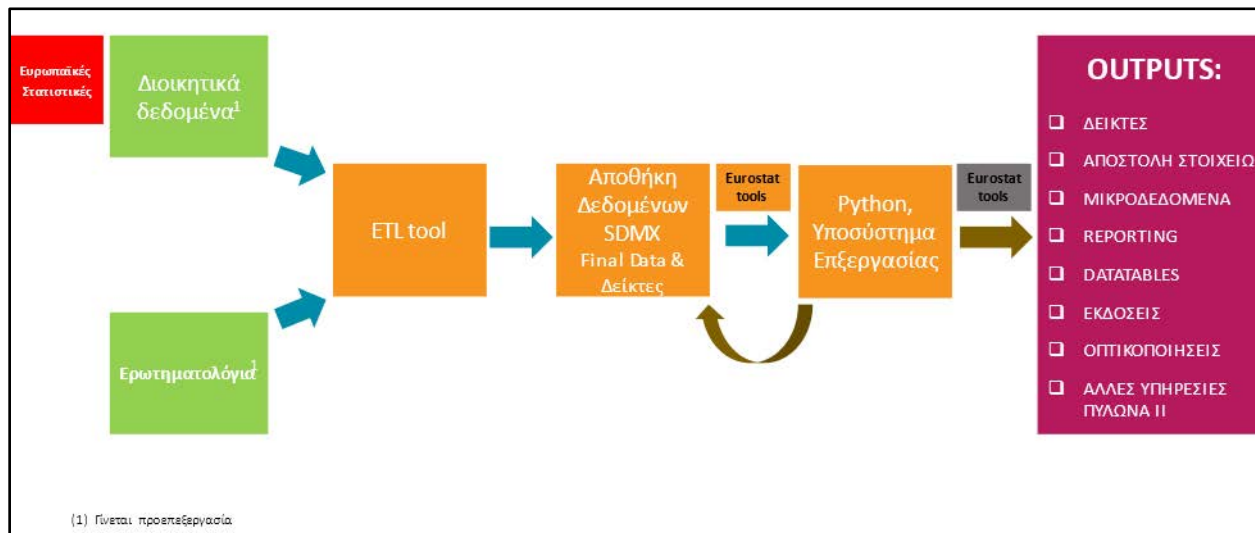 Ευρωπαϊκές
Στατιστικές
Διοικητικά
δεδομένα1
Ερωτηματολόγια1
ETL tool
Αποθήκη
Δεδομένων
SDMX
Final Data &
Δείκτες
Eurostat
tools
Python,
Υποσύστημα
Επξεργασίας
Eurostat
tools
OUTPUTS:
ΔΕΙΚΤΕΣ
ΑΠΟΣΤΟΛΗ ΣΤΟΙΧΕΙΩ
ΜΙΚΡΟΔΕΔΟΜΕΝΑ
REPORTING
DATATABLES
ΕΚΔΟΣΕΙΣ
ΟΠΤΙΚΟΠΟΙΗΣΕΙΣ
ΑΛΛΕΣ ΥΠΗΡΕΣΙΕΣ
ΠΥΛΩΝΑ ΙΙ
(1) Γίνεται προεπεξεργασία